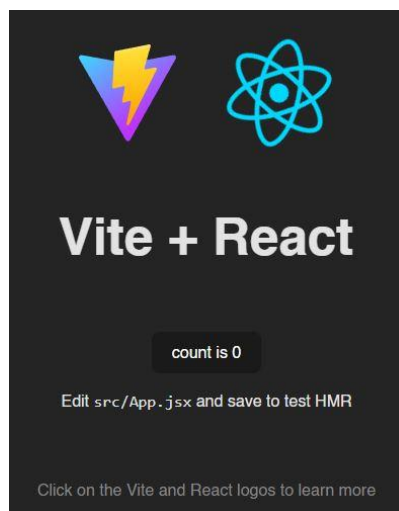 Vite + React
count is 0
Edit src/App.jsx and save to test HMR
Click on the Vite and React logos to learn more